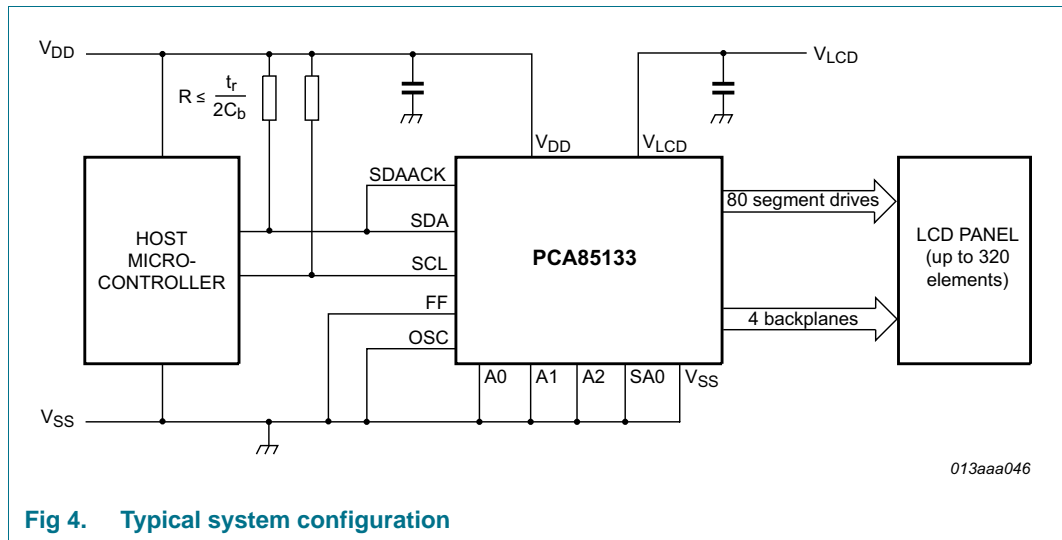 VDD
R ≤ tr
2Cb
VLCD
VDD
VLCD
HOST
MICRO-
CONTROLLER
SDAACK
SDA
SCL
FF
OSC
PCA85133
80 segment drives
4 backplanes
LCD PANEL
(up to 320
elements)
A0
A1
A2
SA0
VSS
VSS
013aaa046
Fig 4. Typical system configuration